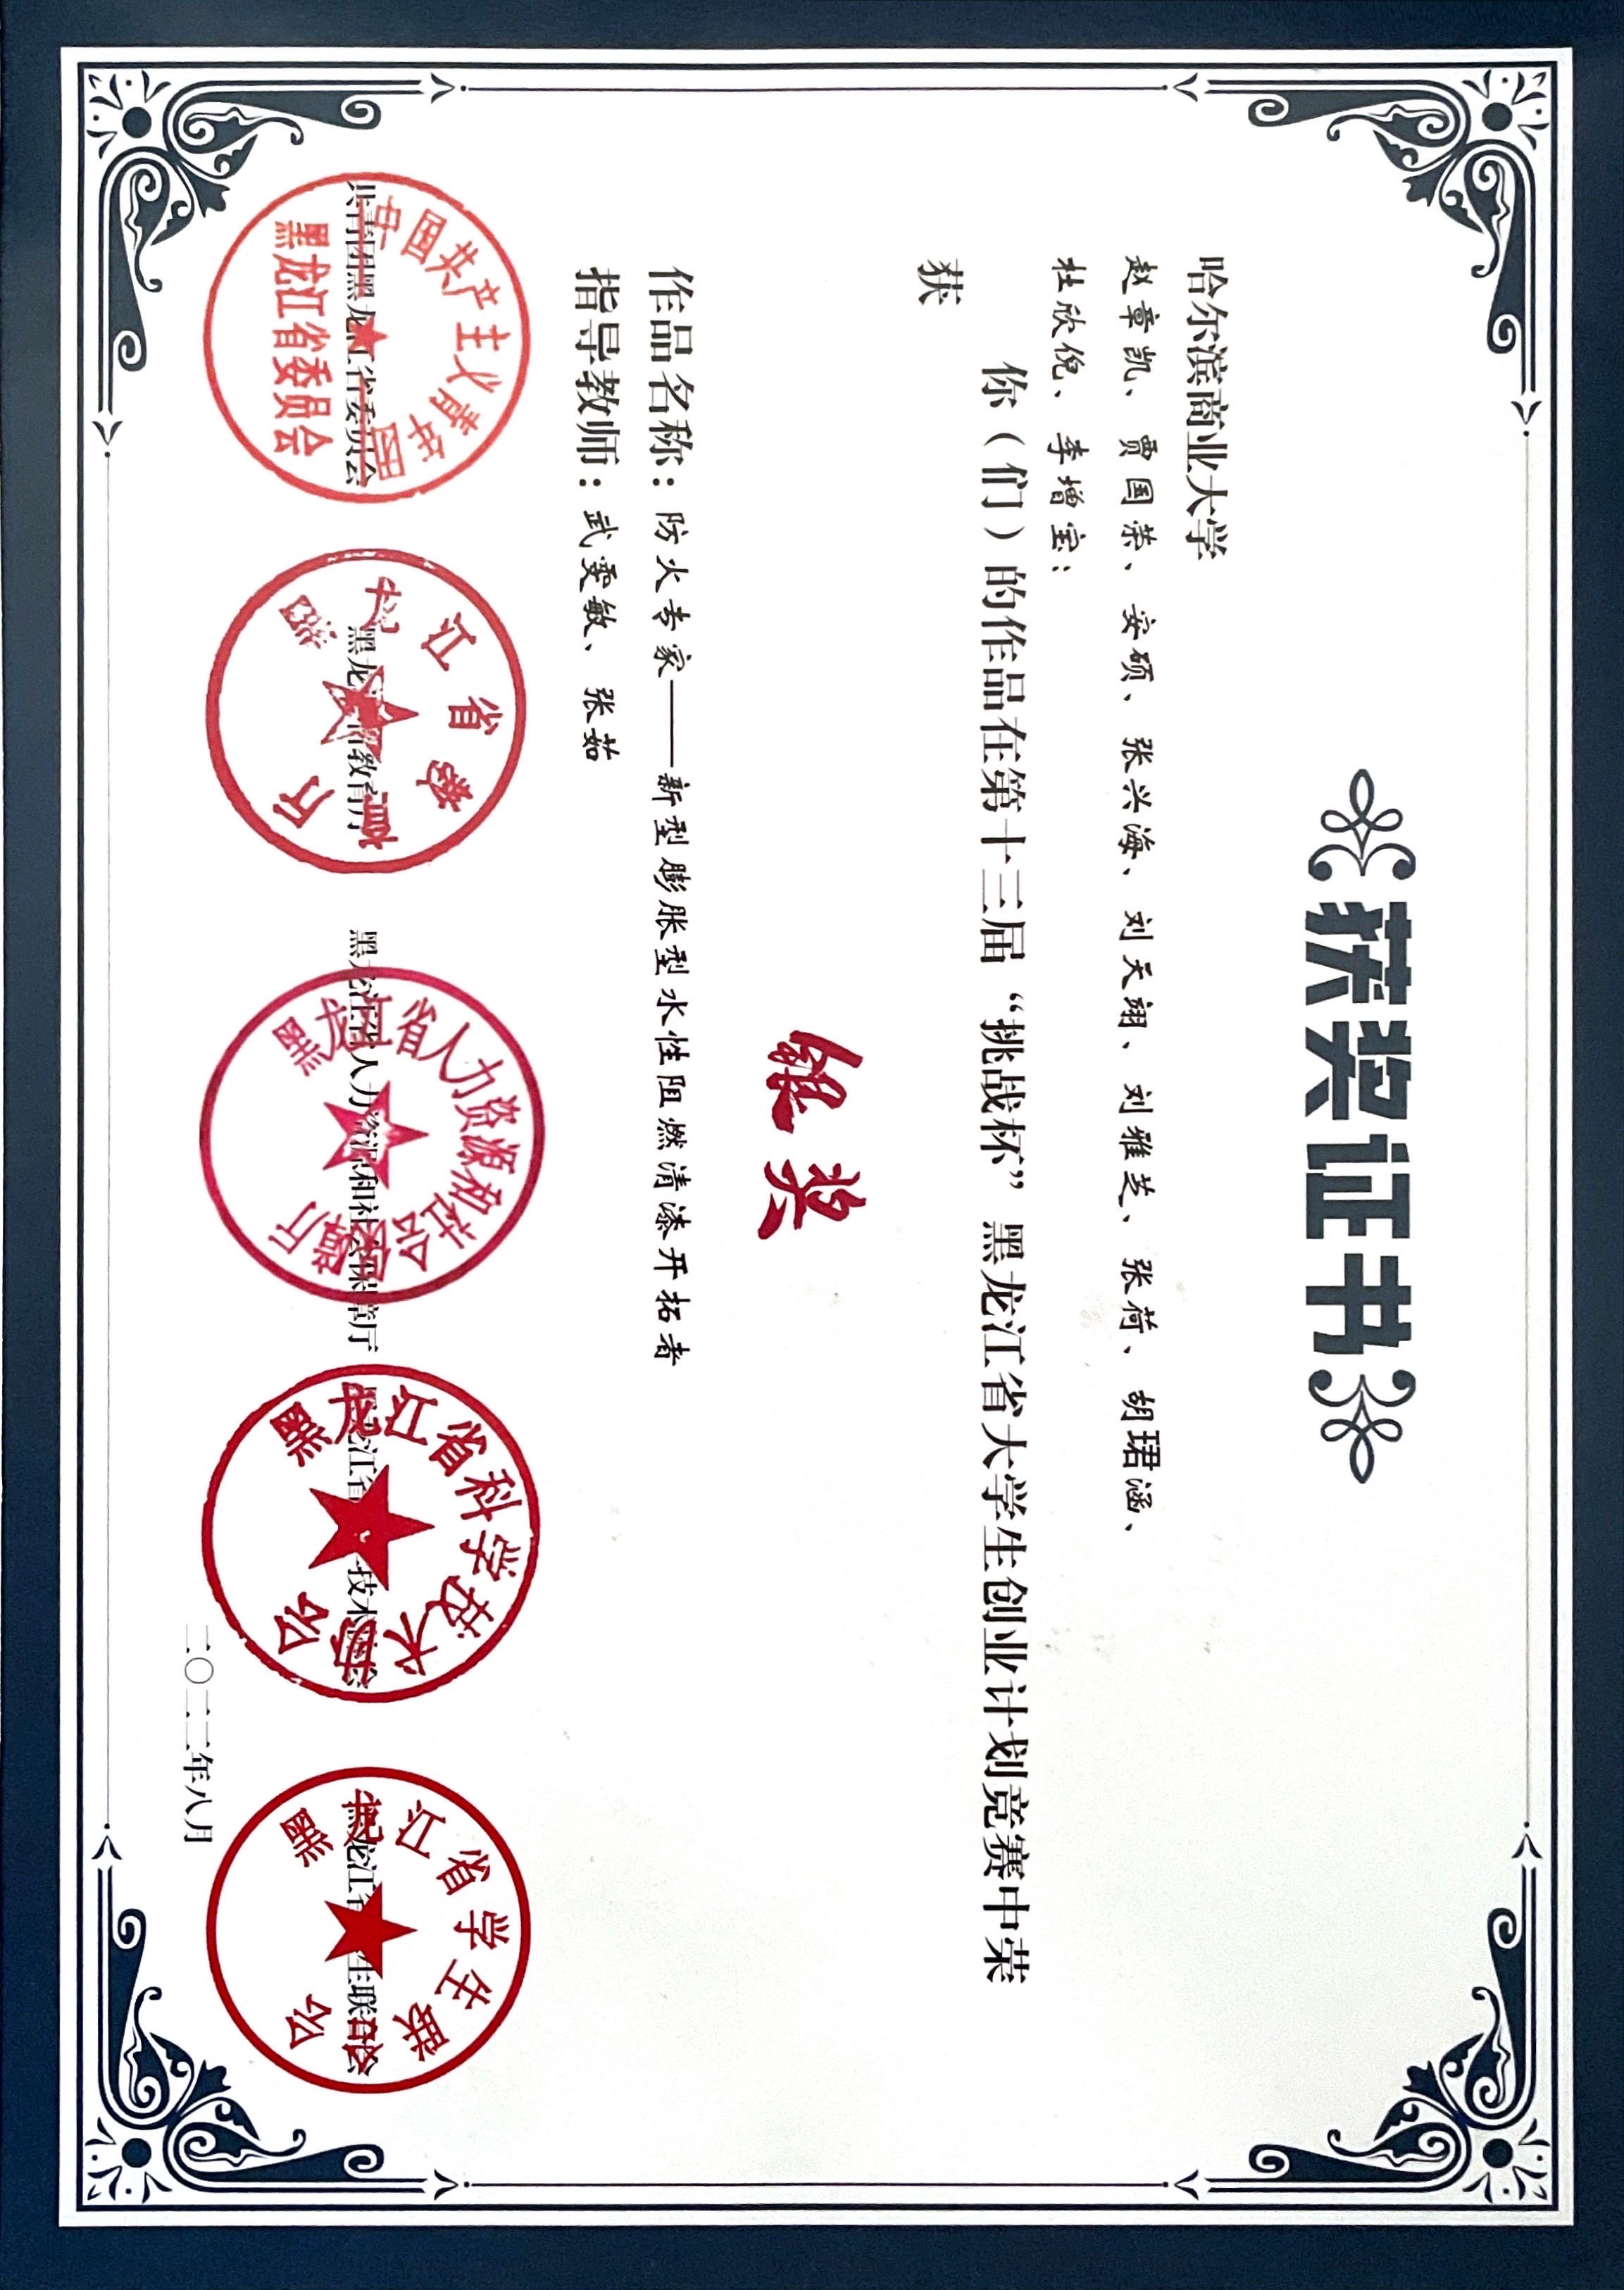 获奖证书
哈尔滨商业大学
赵章凯、贾国荣、安硕、张兴海、刘天翊、刘雅芝、张荷、胡珺涵、
杜欣倪、李增宝：
你（们）的作品在第十三届“挑战杯”黑龙江省大学生创业计划竞赛中荣
获
银奖
作品名称：防火专家——新型膨胀型水性阻燃清漆开拓者
指导教师：武雯敏、张茹
中国共产主义青年团
共青团黑龙江省委员会
黑龙江省委员会
黑龙江省教育厅
黑龙江省教育厅
黑龙江省人力资源和社会保障厅
黑龙江省人力资源和社会保障厅
黑龙江省科学技术协会
黑龙江省科学技术协会
黑龙江省学生联合会
黑龙江省学生联合会
二〇二二年八月